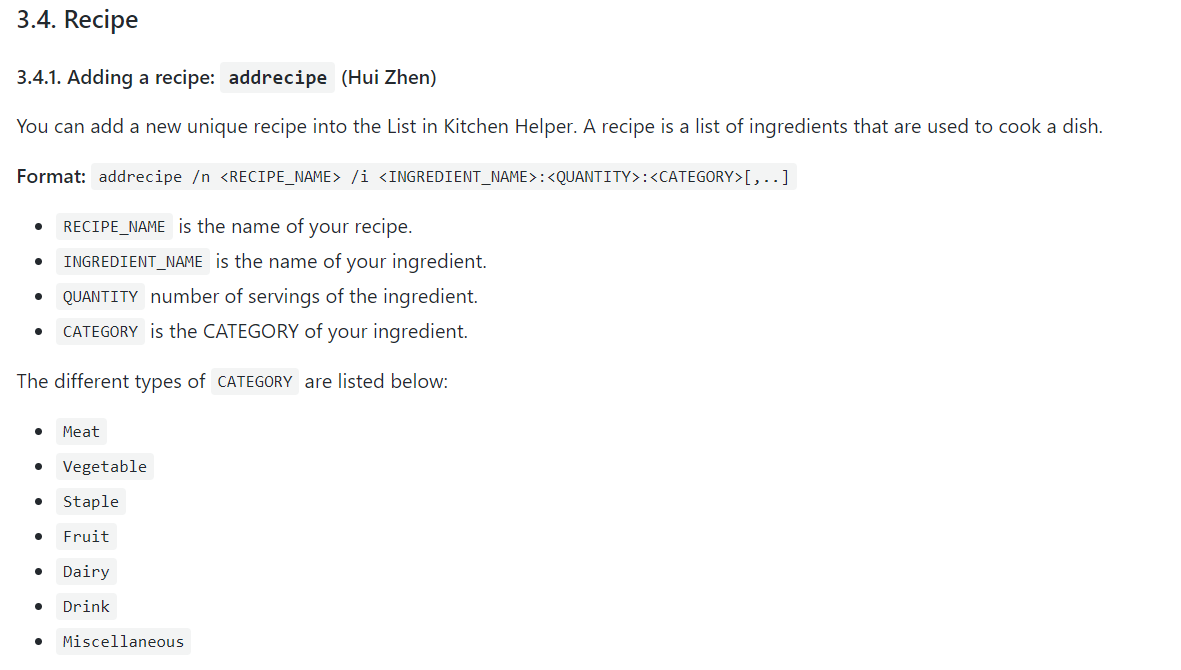 3.4. Recipe
3.4.1. Adding a recipe: addrecipe (Hui Zhen)
You can add a new unique recipe into the List in Kitchen Helper. A recipe is a list of ingredients that are used to cook a dish.
Format: addrecipe /n <RECIPE_NAME> /i <INGREDIENT_NAME>:<QUANTITY>:<CATEGORY>[,..]
• RECIPE_NAME is the name of your recipe.
• INGREDIENT_NAME is the name of your ingredient.
• QUANTITY number of servings of the ingredient.
• CATEGORY is the CATEGORY of your ingredient.
The different types of CATEGORY are listed below:
• Meat
• Vegetable
• Staple
• Fruit
• Dairy
• Drink
• Miscellaneous